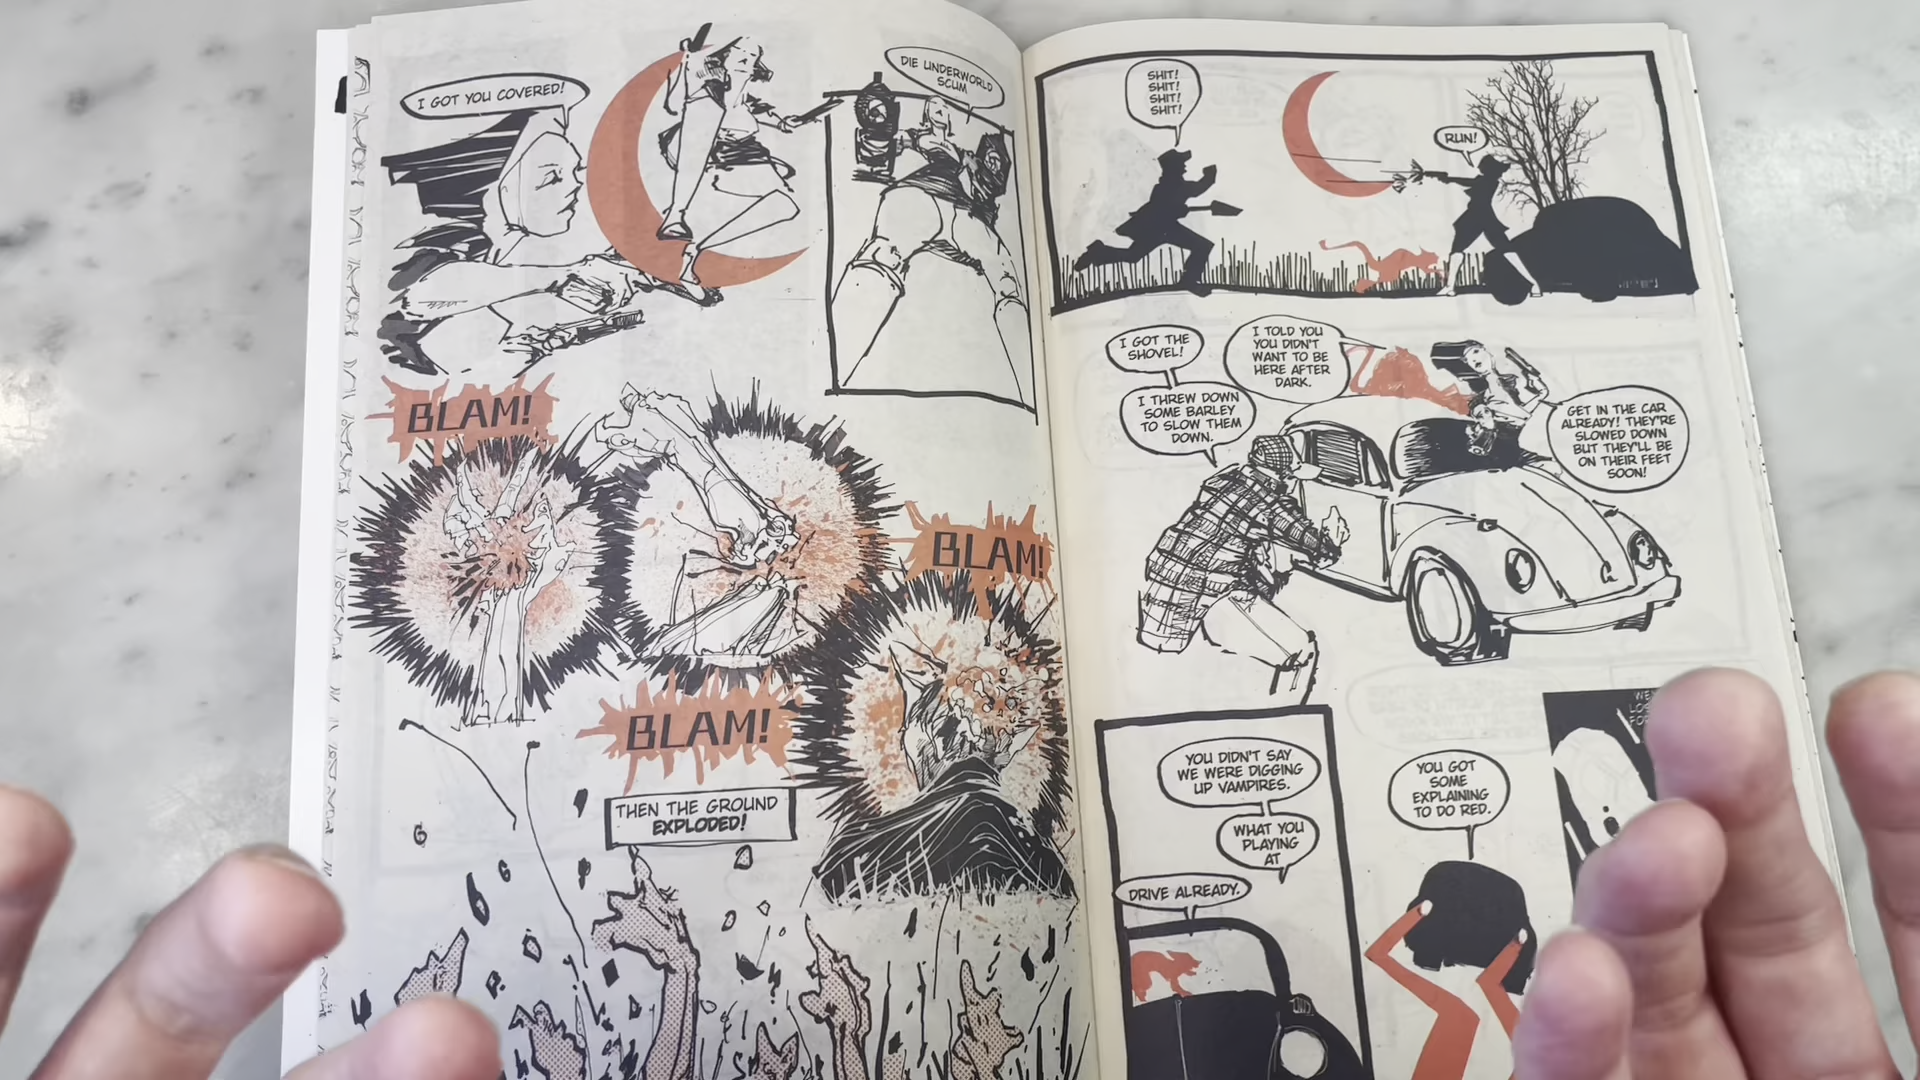 I GOT YOU COVERED!
DIE UNDERWORLD
SCUM
BLAM!
BLAM!
BLAM!
THEN THE GROUND
EXPLODED!
SHIT!
SHIT!
SHIT!
SHIT!
RUN!
I GOT THE
SHOVEL!
I THREW DOWN
SOME BARLEY
TO SLOW THEM
DOWN.
I TOLD YOU
YOU DIDN'T
WANT TO BE
HERE AFTER
DARK.
GET IN THE CAR
ALREADY! THEY'RE
SLOWED DOWN
BUT THEY'LL BE
ON THEIR FEET
SOON!
YOU DIDN'T SAY
WE WERE DIGGING
UP VAMPIRES.
WHAT YOU
PLAYING
AT
DRIVE ALREADY.
YOU GOT
SOME
EXPLAINING
TO DO RED.